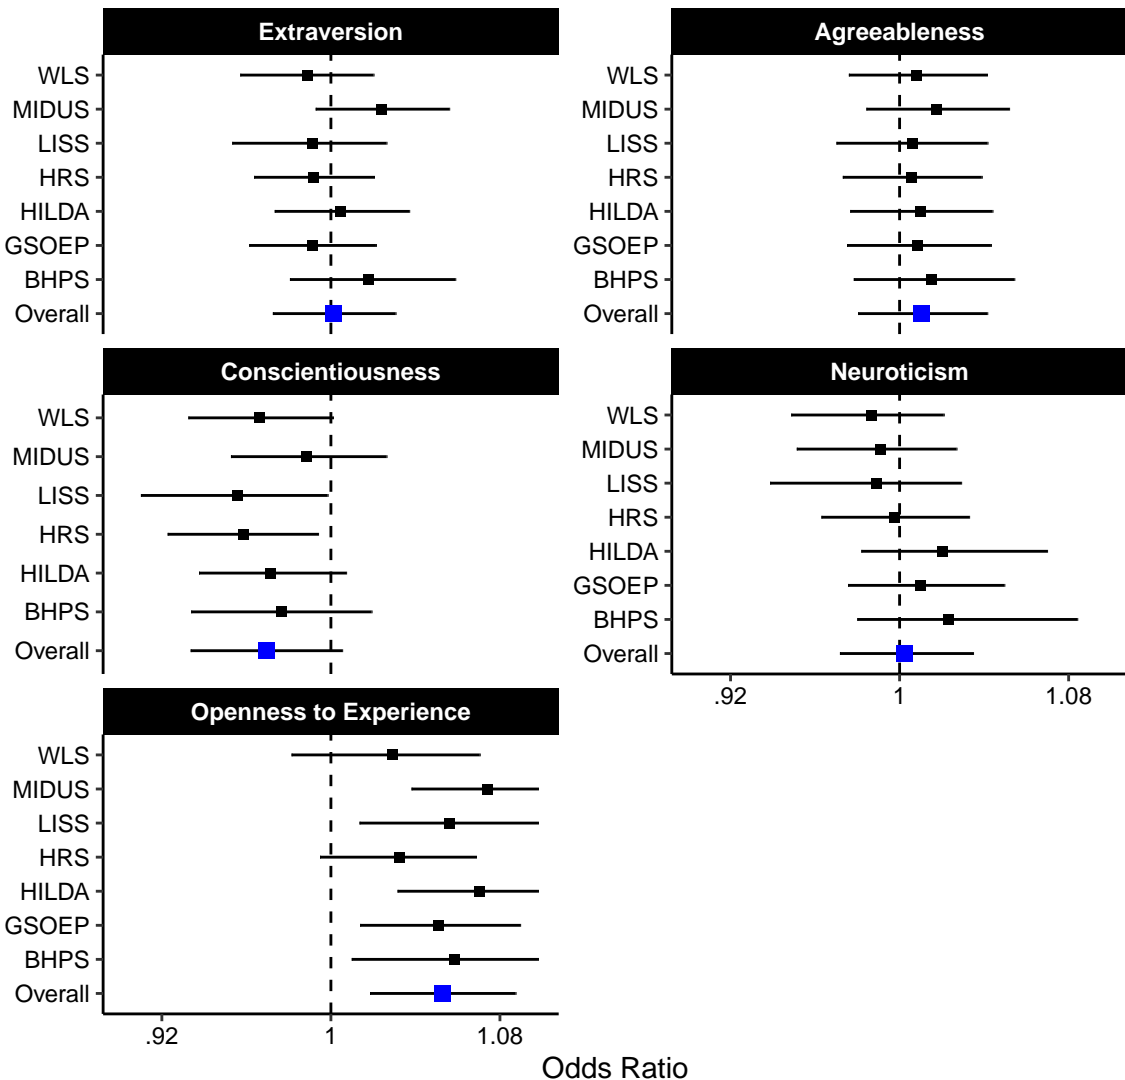 Extraversion
WLS
MIDUS
LISS
HRS
HILDA
GSOEP
BHPS
Overall
Agreeableness
WLS
MIDUS
LISS
HRS
HILDA
GSOEP
BHPS
Overall
Conscientiousness
WLS
MIDUS
LISS
HRS
HILDA
BHPS
Overall
Neuroticism
WLS
MIDUS
LISS
HRS
HILDA
GSOEP
BHPS
Overall
.92 1 1.08
Openness to Experience
WLS
MIDUS
LISS
HRS
HILDA
GSOEP
BHPS
Overall
.92 1 1.08
Odds Ratio